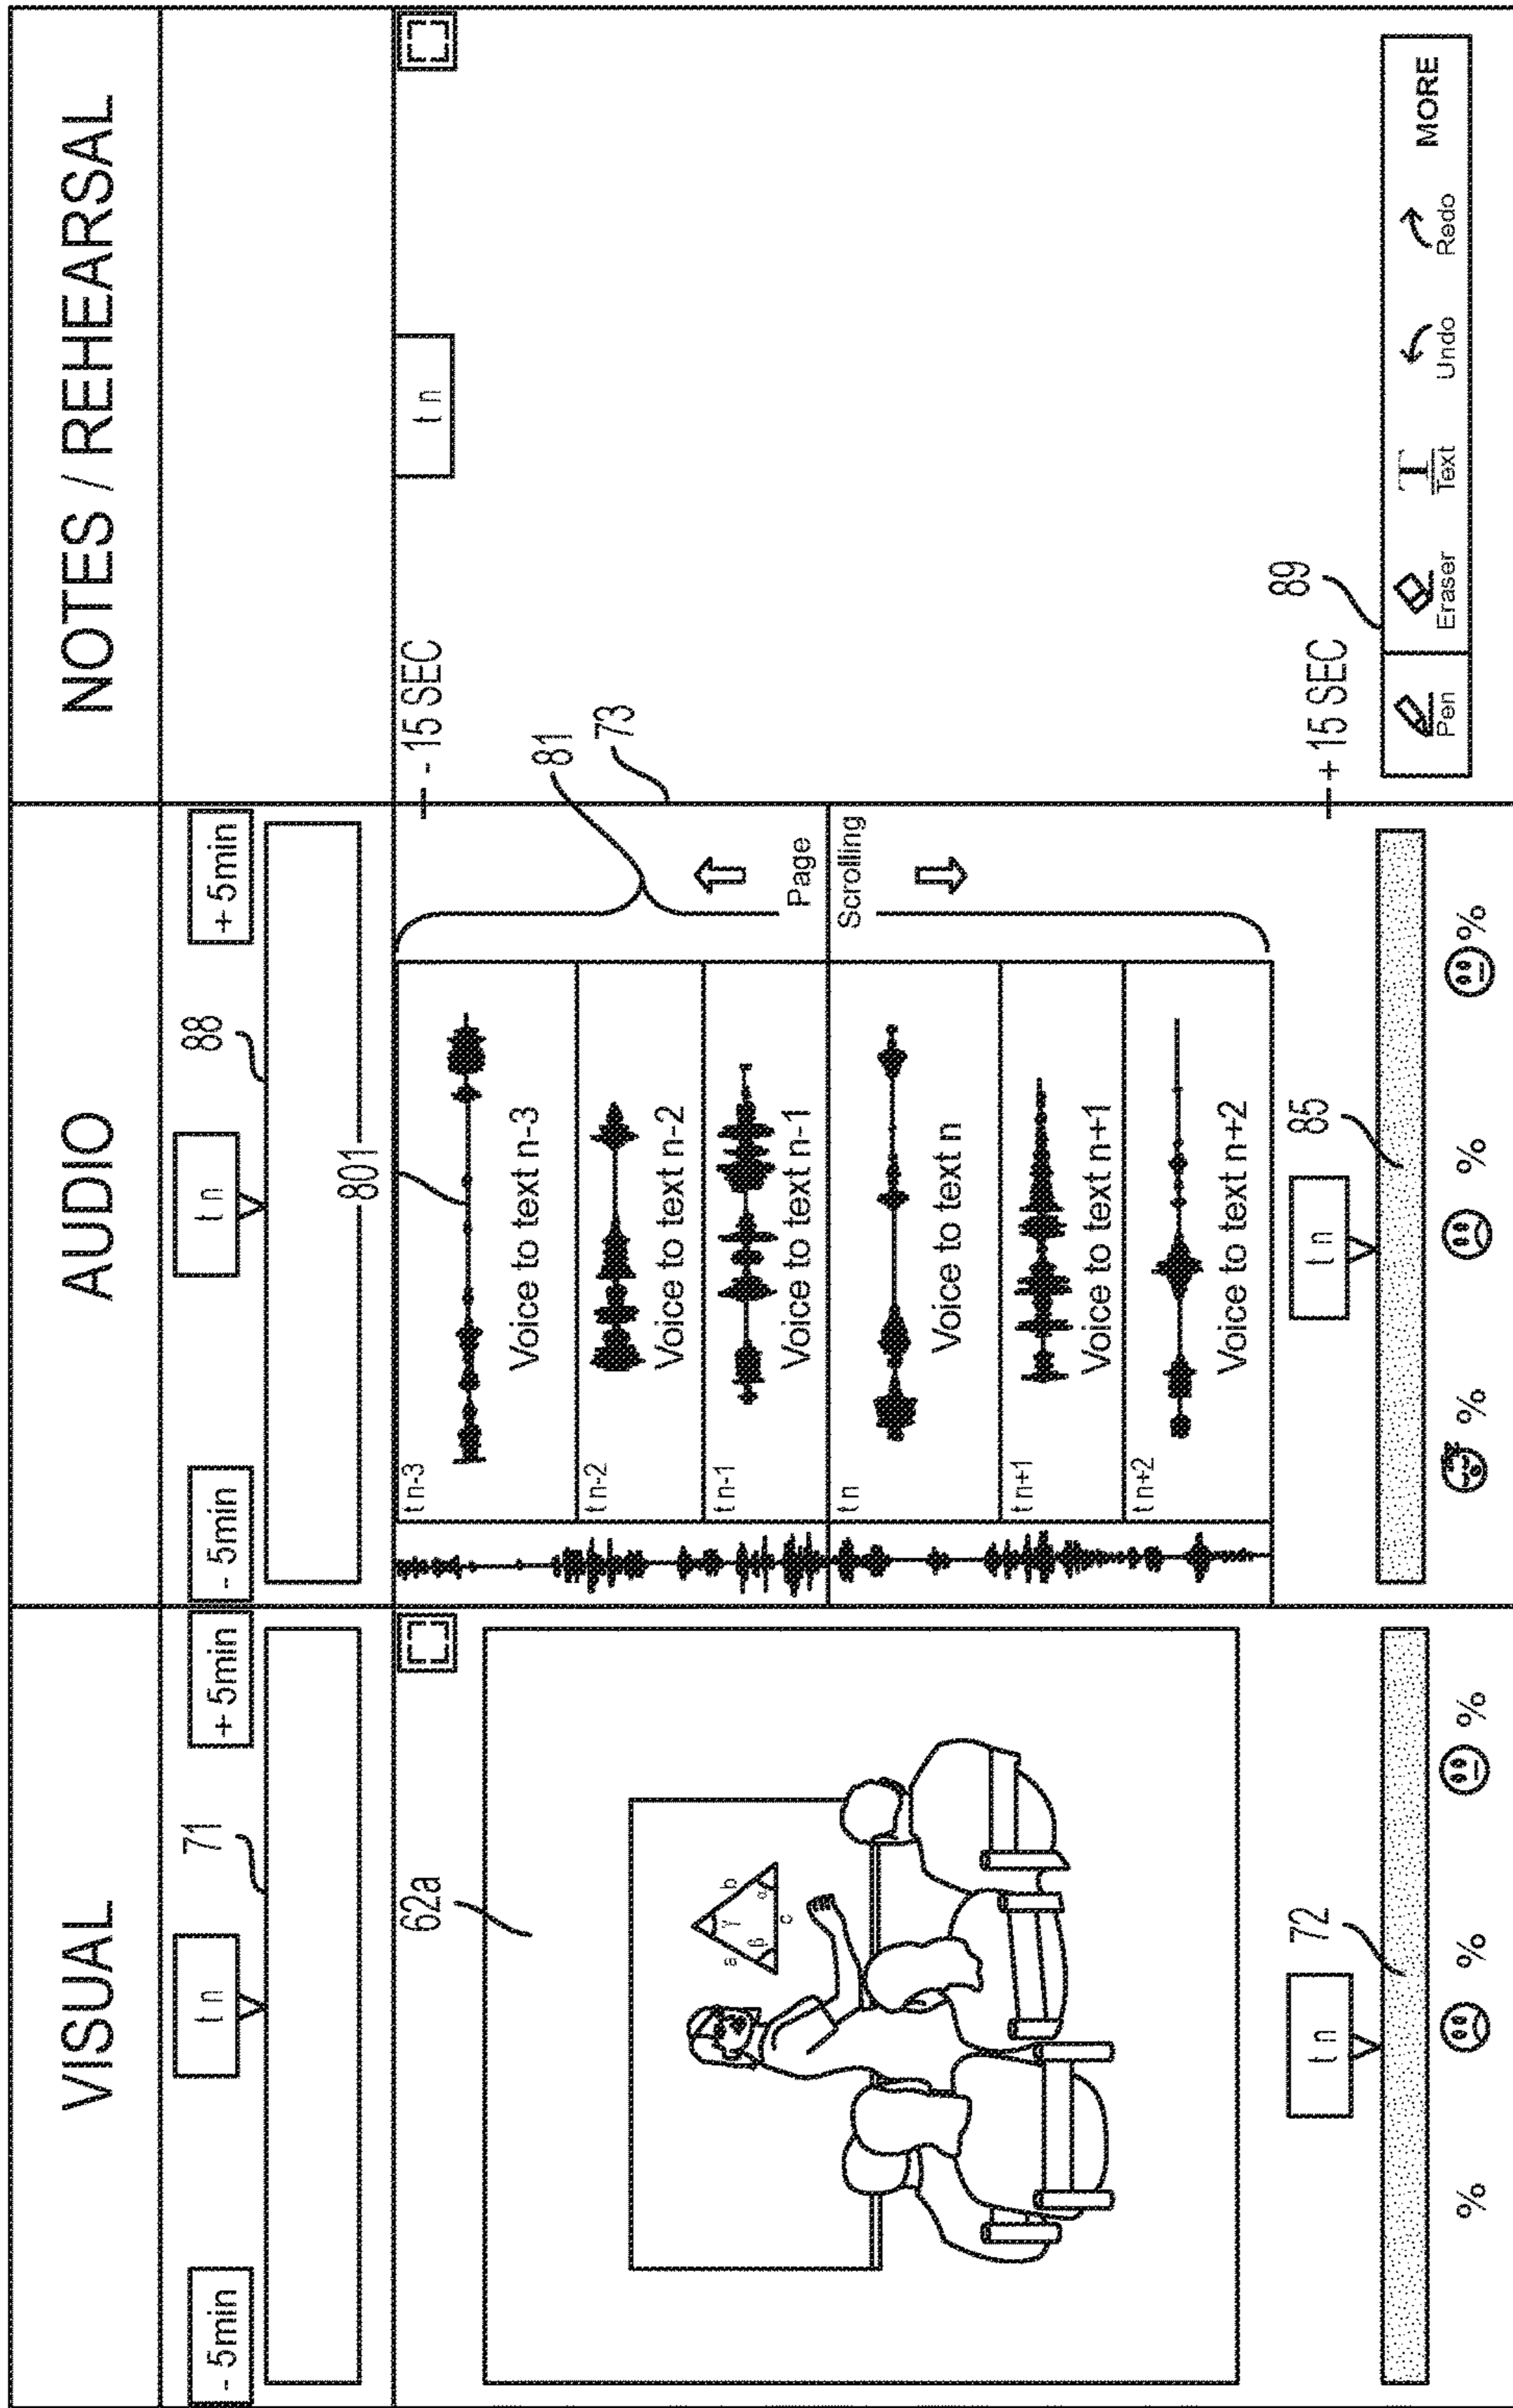 VISUAL
AUDIO
NOTES / REHEARSAL
- 5min
t n
71
+ 5min
- 5min
t n
88
+ 5min
62a
801
t n-3
Voice to text n-3
t n-2
Voice to text n-2
t n-1
Voice to text n-1
t n
Voice to text n
t n+1
Voice to text n+1
t n+2
Voice to text n+2
Page
Scrolling
81
73
- 15 SEC
+ 15 SEC
t n
a
b
c
γ
β
α
t n
72
% % %
t n
85
% % %
89
Pen
Eraser
T
Text
Undo
Redo
MORE